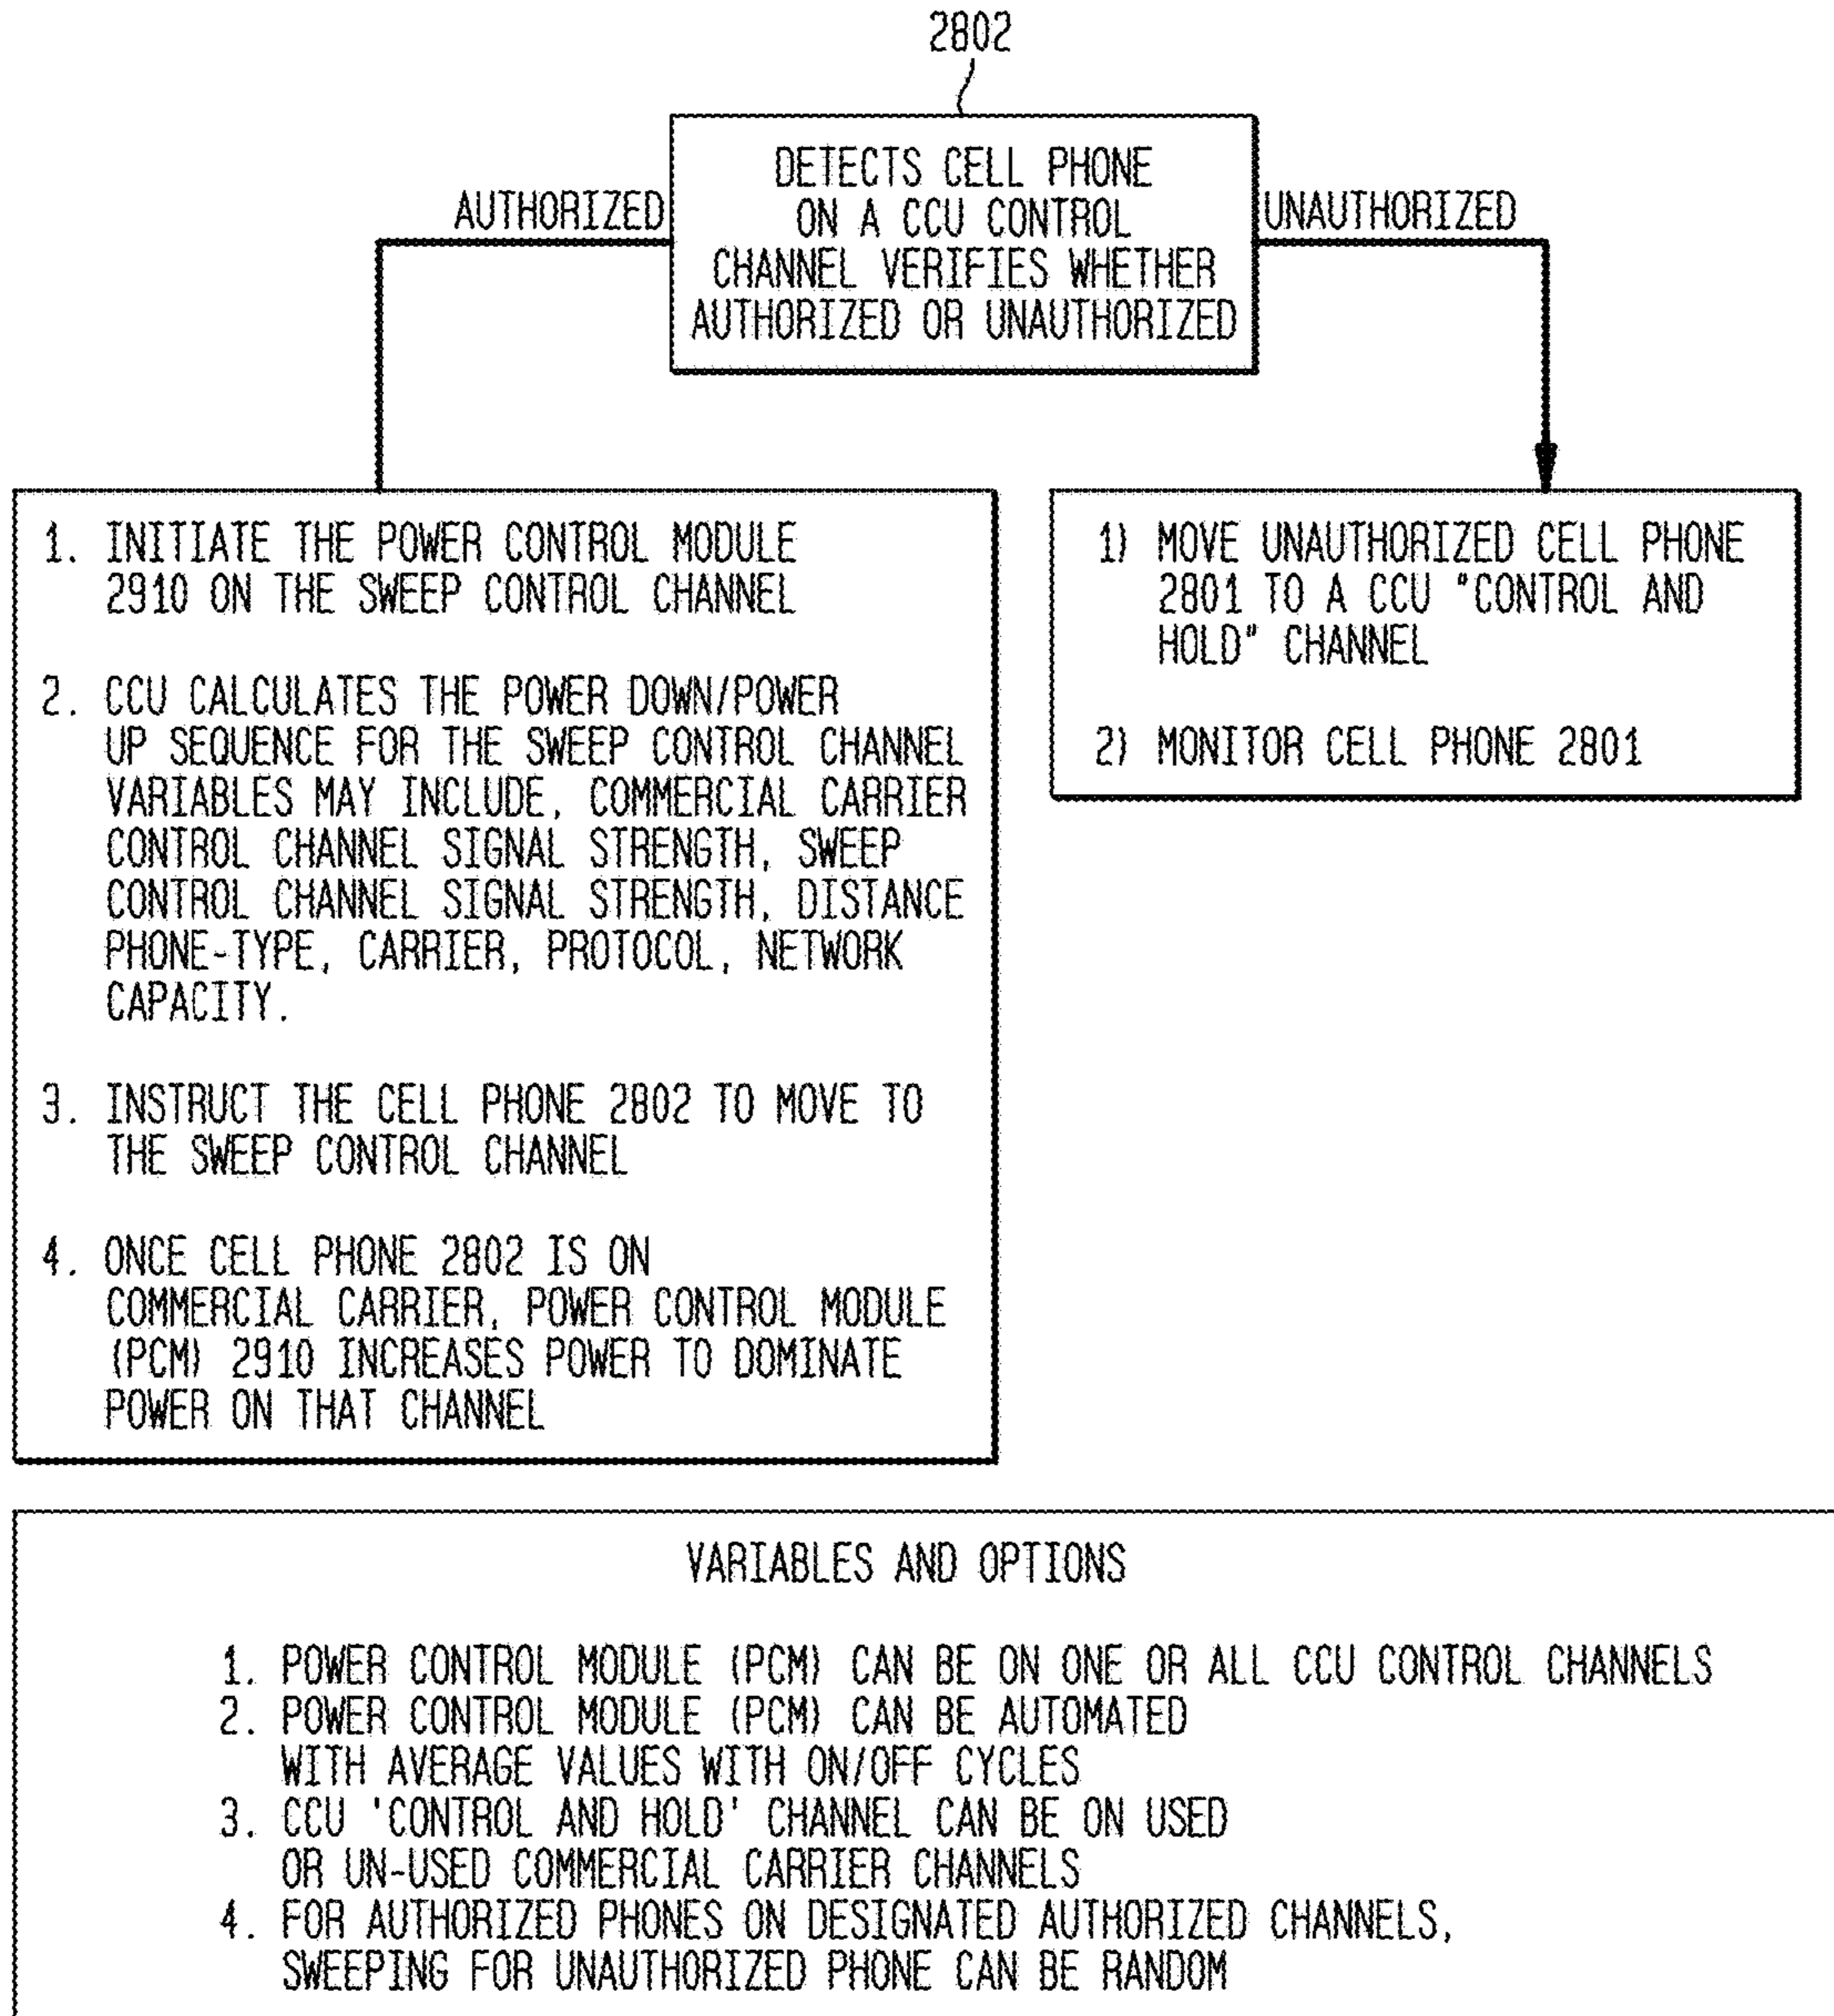 2802
DETECTS CELL PHONE
ON A CCU CONTROL
CHANNEL VERIFIES WHETHER
AUTHORIZED OR UNAUTHORIZED
AUTHORIZED
UNAUTHORIZED
1. INITIATE THE POWER CONTROL MODULE
2910 ON THE SWEEP CONTROL CHANNEL
2. CCU CALCULATES THE POWER DOWN/POWER
UP SEQUENCE FOR THE SWEEP CONTROL CHANNEL
VARIABLES MAY INCLUDE, COMMERCIAL CARRIER
CONTROL CHANNEL SIGNAL STRENGTH, SWEEP
CONTROL CHANNEL SIGNAL STRENGTH, DISTANCE
PHONE-TYPE, CARRIER, PROTOCOL, NETWORK
CAPACITY.
3. INSTRUCT THE CELL PHONE 2802 TO MOVE TO
THE SWEEP CONTROL CHANNEL
4. ONCE CELL PHONE 2802 IS ON
COMMERCIAL CARRIER, POWER CONTROL MODULE
(PCM) 2910 INCREASES POWER TO DOMINATE
POWER ON THAT CHANNEL
1) MOVE UNAUTHORIZED CELL PHONE
2801 TO A CCU "CONTROL AND
HOLD" CHANNEL
2) MONITOR CELL PHONE 2801
VARIABLES AND OPTIONS
1. POWER CONTROL MODULE (PCM) CAN BE ON ONE OR ALL CCU CONTROL CHANNELS
2. POWER CONTROL MODULE (PCM) CAN BE AUTOMATED
WITH AVERAGE VALUES WITH ON/OFF CYCLES
3. CCU 'CONTROL AND HOLD' CHANNEL CAN BE ON USED
OR UN-USED COMMERCIAL CARRIER CHANNELS
4. FOR AUTHORIZED PHONES ON DESIGNATED AUTHORIZED CHANNELS,
SWEEPING FOR UNAUTHORIZED PHONE CAN BE RANDOM